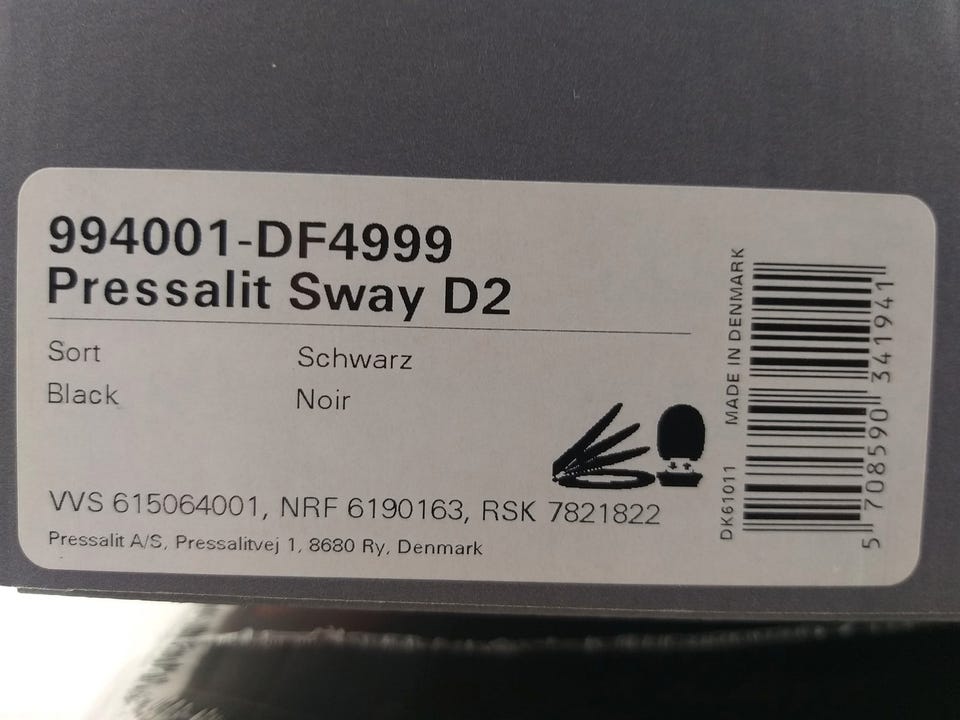 994001-DF4999
Pressalit Sway D2
Sort Schwarz
Black Noir
VVS 615064001, NRF 6190163, RSK 7821822
Pressalit A/S, Pressalitvej 1, 8680 Ry, Denmark
DK61011 MADE IN DENMARK
5 708590 341941